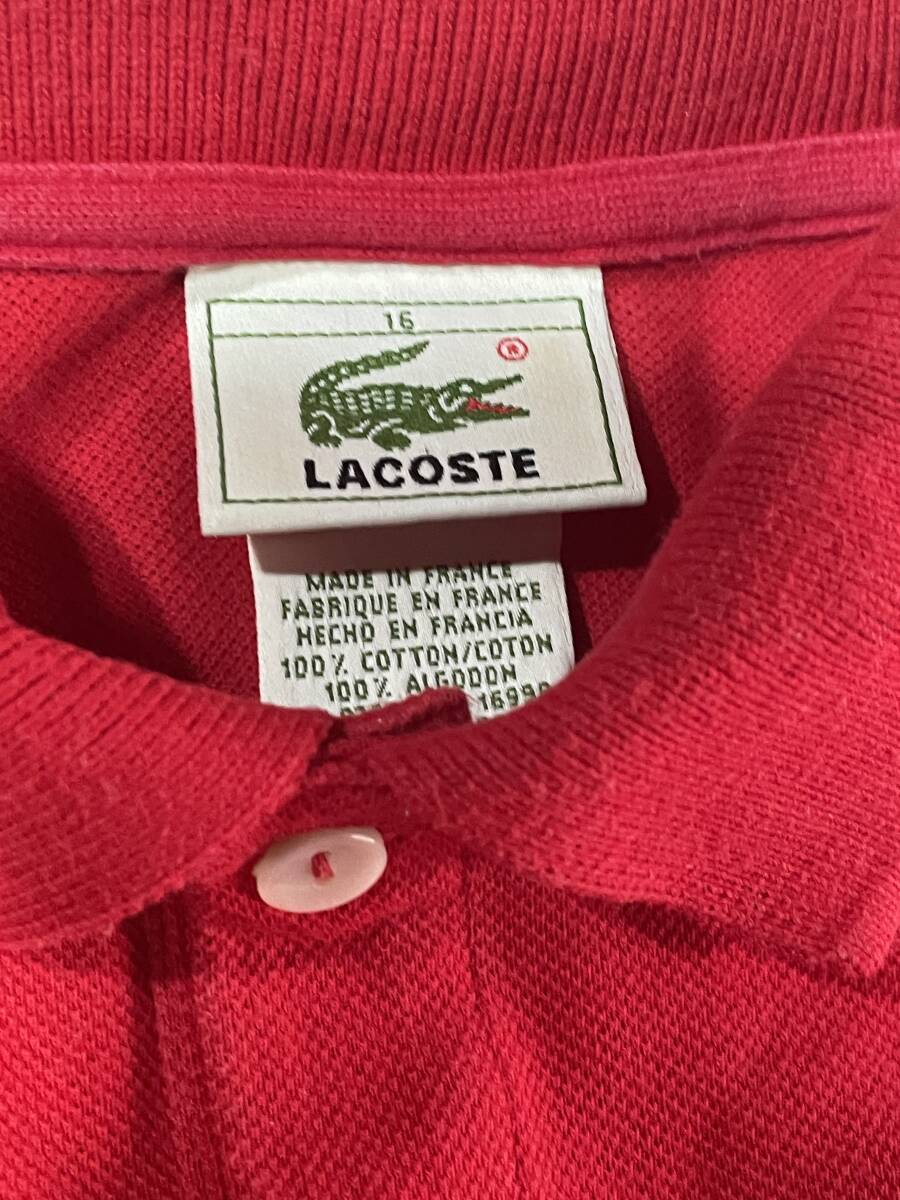 16
®
LACOSTE
MADE IN FRANCE
FABRIQUE EN FRANCE
HECHO EN FRANCIA
100% COTTON/COTON
100% ALGODON